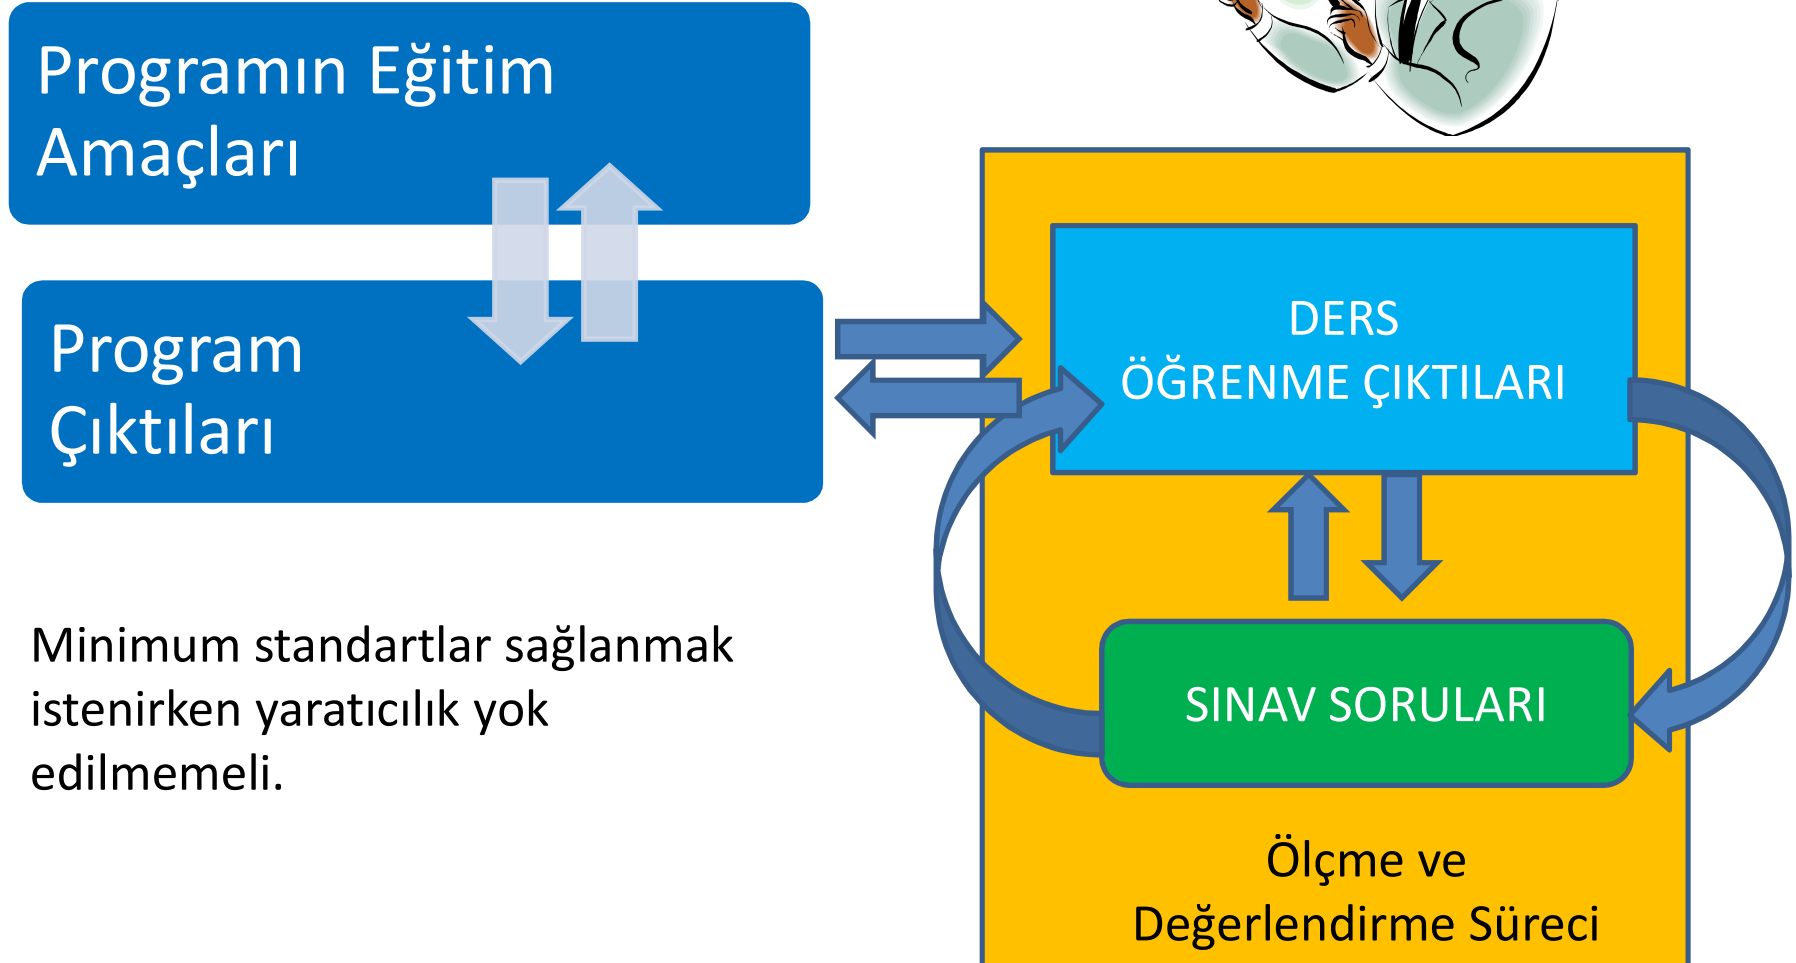 Programın Eğitim
Amaçları
Program
Çıktıları
Minimum standartlar sağlanmak
istenirken yaratıcılık yok
edilmemeli.
DERS
ÖĞRENME ÇIKTILARI
SINAV SORULARI
Ölçme ve
Değerlendirme Süreci